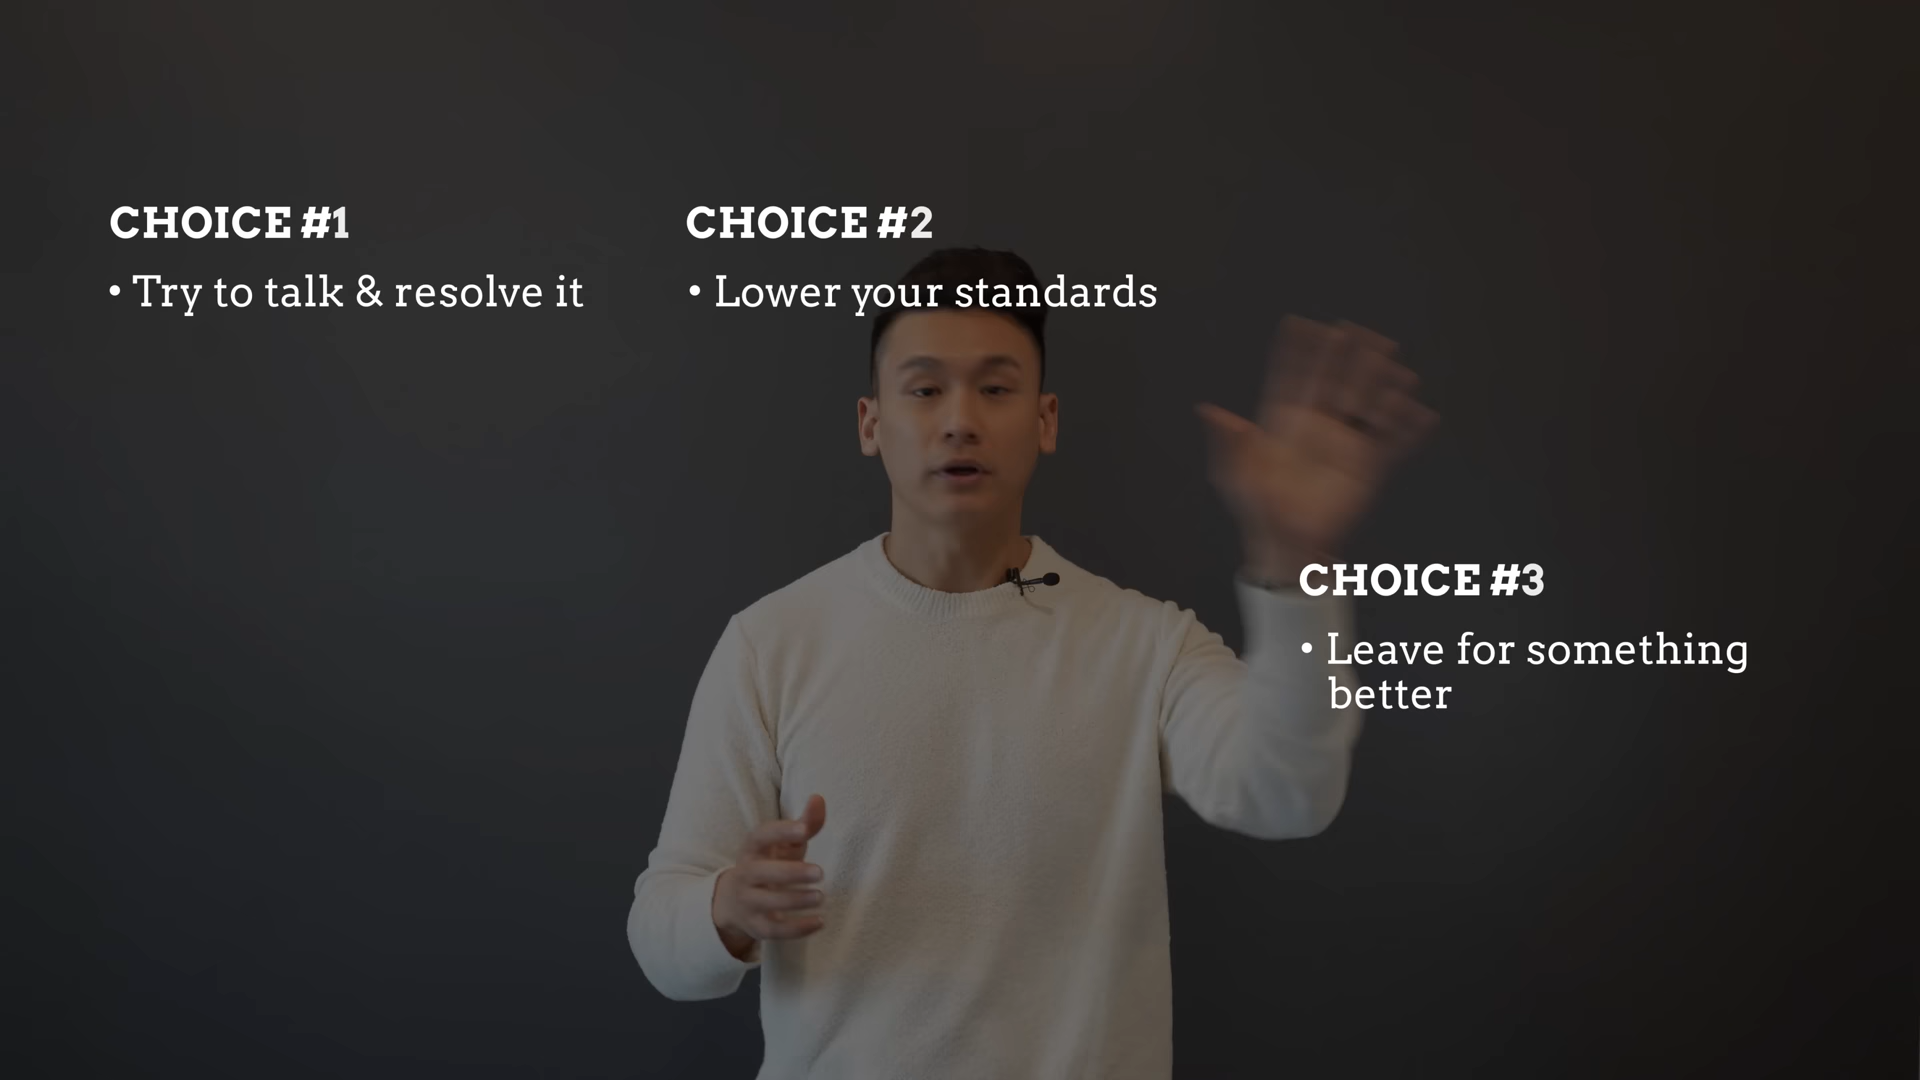 CHOICE #1
• Try to talk & resolve it
CHOICE #2
• Lower your standards
CHOICE #3
• Leave for something
better